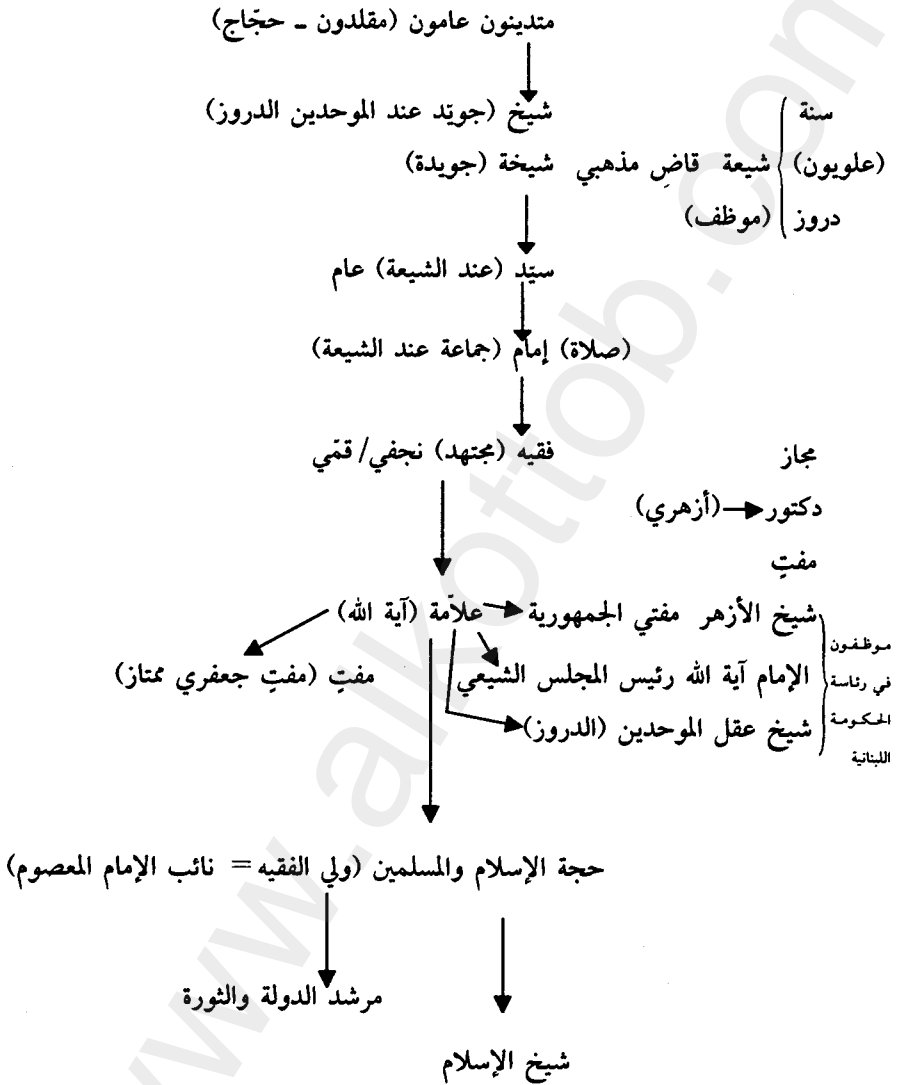 متدينون عامون (مقلدون - حجّاج)
شيخ (جويّد عند الموحدين الدروز)
سنة
(علويون) شيعة قاضٍ مذهبي شيخة (جويدة)
دروز (موظف)
سيّد (عند الشيعة) عام
(صلاة) إمام (جماعة عند الشيعة)
مجاز
فقيه (مجتهد) نجفي/قمّي
دكتور (أزهري)
مفتٍ
شيخ الأزهر مفتي الجمهورية علاّمة (آية الله)
موظفون
في رئاسة
الحكومة
اللبنانية
الإمام آية الله رئيس المجلس الشيعي مفتٍ (مفتٍ جعفري ممتاز)
شيخ عقل الموحدين (الدروز)
حجة الإسلام والمسلمين (ولي الفقيه = نائب الإمام المعصوم)
مرشد الدولة والثورة
شيخ الإسلام
www.alkottob.com